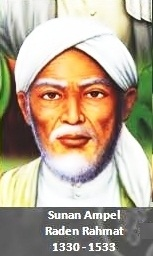 Sunan Ampel
Raden Rahmat
1330 - 1533